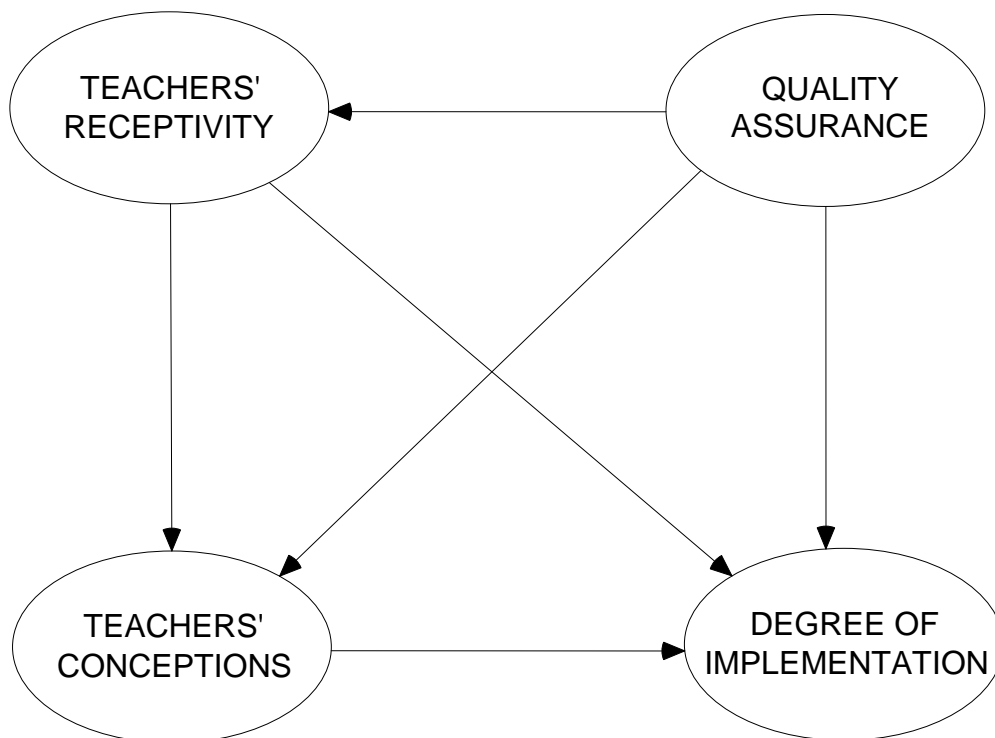 TEACHERS'
RECEPTIVITY
QUALITY
ASSURANCE
TEACHERS'
CONCEPTIONS
DEGREE OF
IMPLEMENTATION